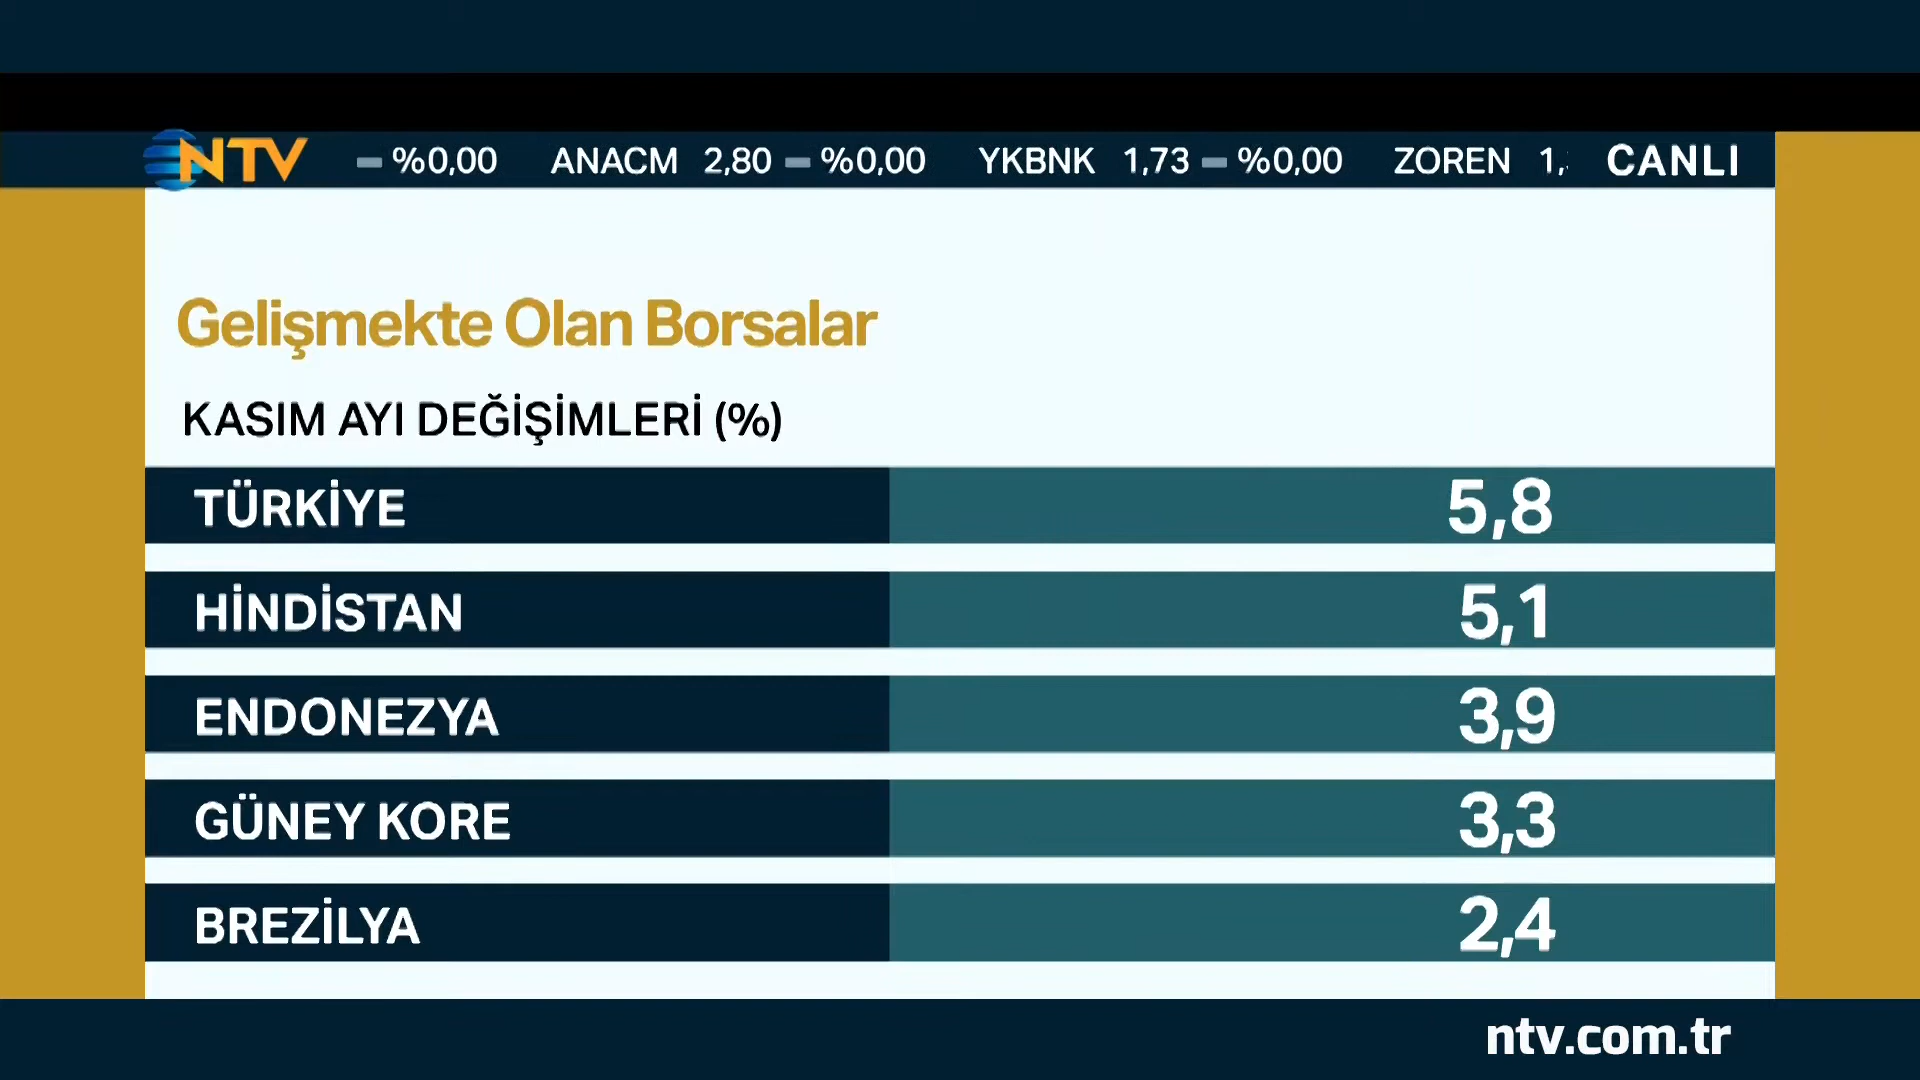 NTV %0,00 ANACM 2,80 %0,00 YKBNK 1,73 %0,00 ZOREN CANLI
Gelişmekte Olan Borsalar
KASIM AYI DEĞİŞİMLERİ (%)
TÜRKİYE 5,8
HİNDİSTAN 5,1
ENDONEZYA 3,9
GÜNEY KORE 3,3
BREZİLYA 2,4
ntv.com.tr